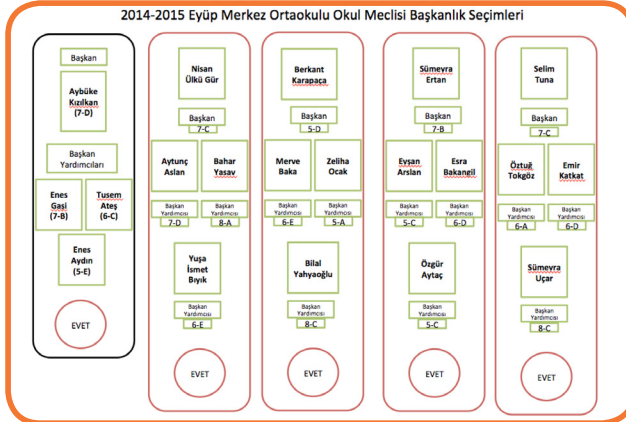 2014-2015 Eyüp Merkez Ortaokulu Okul Meclisi Başkanlık Seçimleri
Başkan
Aybüke
Kızılkan
(7-D)
Başkan
Yardımcıları
Enes
Gaşi
(7-B)
Tusem
Ateş
(6-C)
Enes
Aydın
(5-E)
EVET
Nisan
Ülkü Gür
Başkan
7-C
Aytunç
Aslan
Bahar
Yasav
Başkan
Yardımcısı
7-D
Başkan
Yardımcısı
8-A
Yuşa
İsmet
Bıyık
Başkan
Yardımcısı
6-E
EVET
Berkant
Karapaça
Başkan
5-D
Merve
Baka
Zeliha
Ocak
Başkan
Yardımcısı
6-E
Başkan
Yardımcısı
5-A
Bilal
Yahyaoğlu
Başkan
Yardımcısı
8-C
EVET
Sümeyra
Ertan
Başkan
7-B
Eyşan
Arslan
Esra
Bakangil
Başkan
Yardımcısı
5-C
Başkan
Yardımcısı
6-D
Özgür
Aytaç
Başkan
Yardımcısı
5-C
EVET
Selim
Tuna
Başkan
7-C
Öztuğ
Tokgöz
Emir
Katkat
Başkan
Yardımcısı
6-A
Başkan
Yardımcısı
6-D
Sümeyra
Uçar
Başkan
Yardımcısı
8-C
EVET